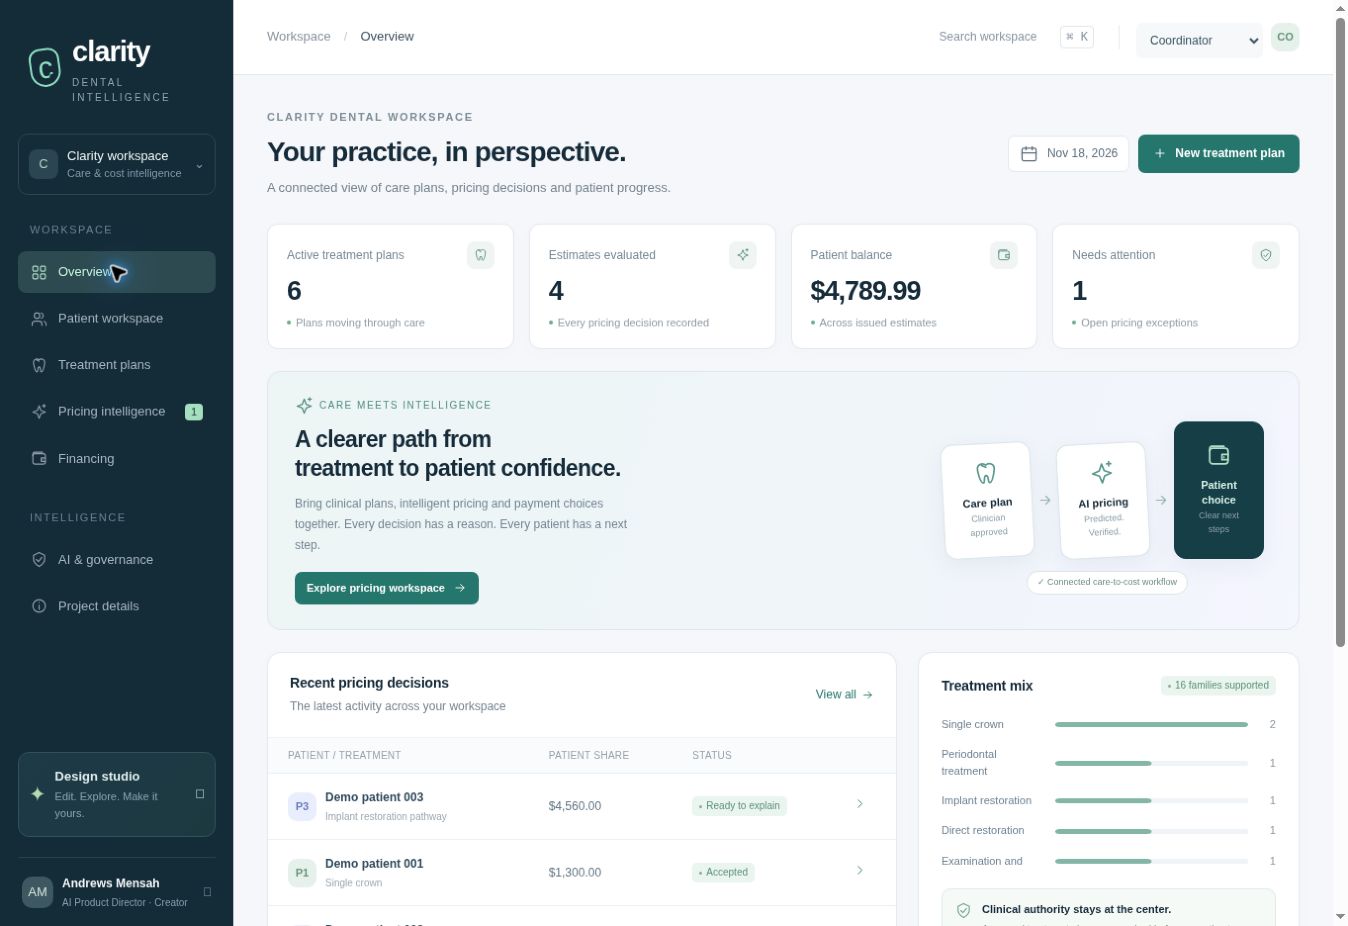 clarity
DENTAL
INTELLIGENCE
C
Clarity workspace
Care & cost intelligence
WORKSPACE
Overview
Patient workspace
Treatment plans
Pricing intelligence 1
Financing
INTELLIGENCE
AI & governance
Project details
Design studio
Edit. Explore. Make it
yours.
AM
Andrews Mensah
AI Product Director · Creator
Workspace / Overview
Search workspace
⌘ K
Coordinator
CO
CLARITY DENTAL WORKSPACE
Your practice, in perspective.
A connected view of care plans, pricing decisions and patient progress.
Nov 18, 2026
+ New treatment plan
Active treatment plans
6
Plans moving through care
Estimates evaluated
4
Every pricing decision recorded
Patient balance
$4,789.99
Across issued estimates
Needs attention
1
Open pricing exceptions
CARE MEETS INTELLIGENCE
A clearer path from
treatment to patient confidence.
Bring clinical plans, intelligent pricing and payment choices
together. Every decision has a reason. Every patient has a next
step.
Explore pricing workspace →
Care plan
Clinician
approved
→
AI pricing
Predicted.
Verified.
→
Patient
choice
Clear next
steps
✓ Connected care-to-cost workflow
Recent pricing decisions
The latest activity across your workspace
View all →
PATIENT / TREATMENT PATIENT SHARE STATUS
P3
Demo patient 003
Implant restoration pathway
$4,560.00
Ready to explain
P1
Demo patient 001
Single crown
$1,300.00
Accepted
Treatment mix
16 families supported
Single crown 2
Periodontal
treatment 1
Implant restoration 1
Direct restoration 1
Examination and 1
Clinical authority stays at the center.